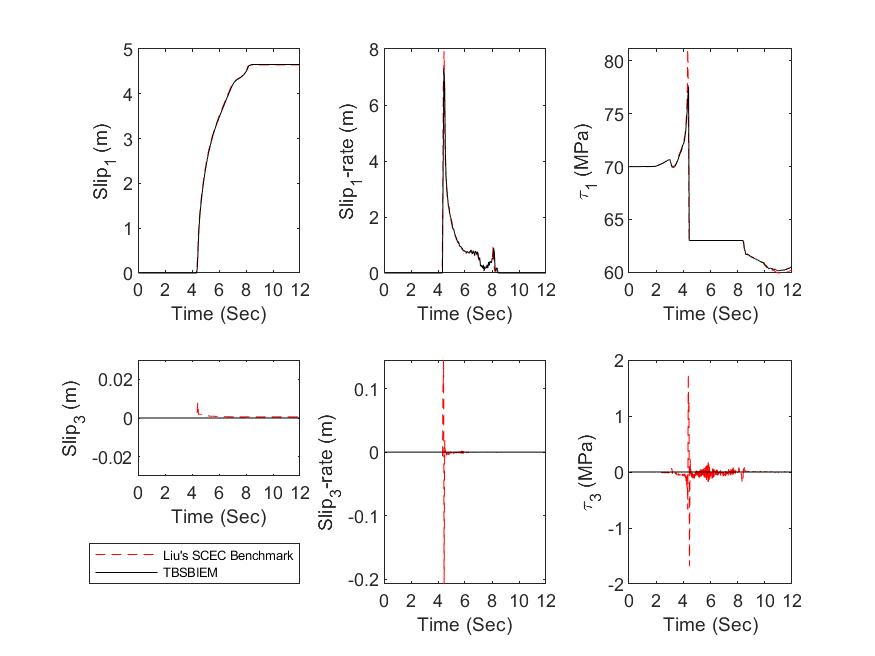 5
4
3
2
1
0
Slip1 (m)
0 2 4 6 8 10 12
Time (Sec)
8
6
4
2
0
Slip1-rate (m)
0 2 4 6 8 10 12
Time (Sec)
80
75
70
65
60
τ1 (MPa)
0 2 4 6 8 10 12
Time (Sec)
0.02
0
-0.02
Slip3 (m)
0 2 4 6 8 10 12
Time (Sec)
0.1
0
-0.1
-0.2
Slip3-rate (m)
0 2 4 6 8 10 12
Time (Sec)
2
1
0
-1
-2
τ3 (MPa)
0 2 4 6 8 10 12
Time (Sec)
Liu's SCEC Benchmark
TBSBIEM